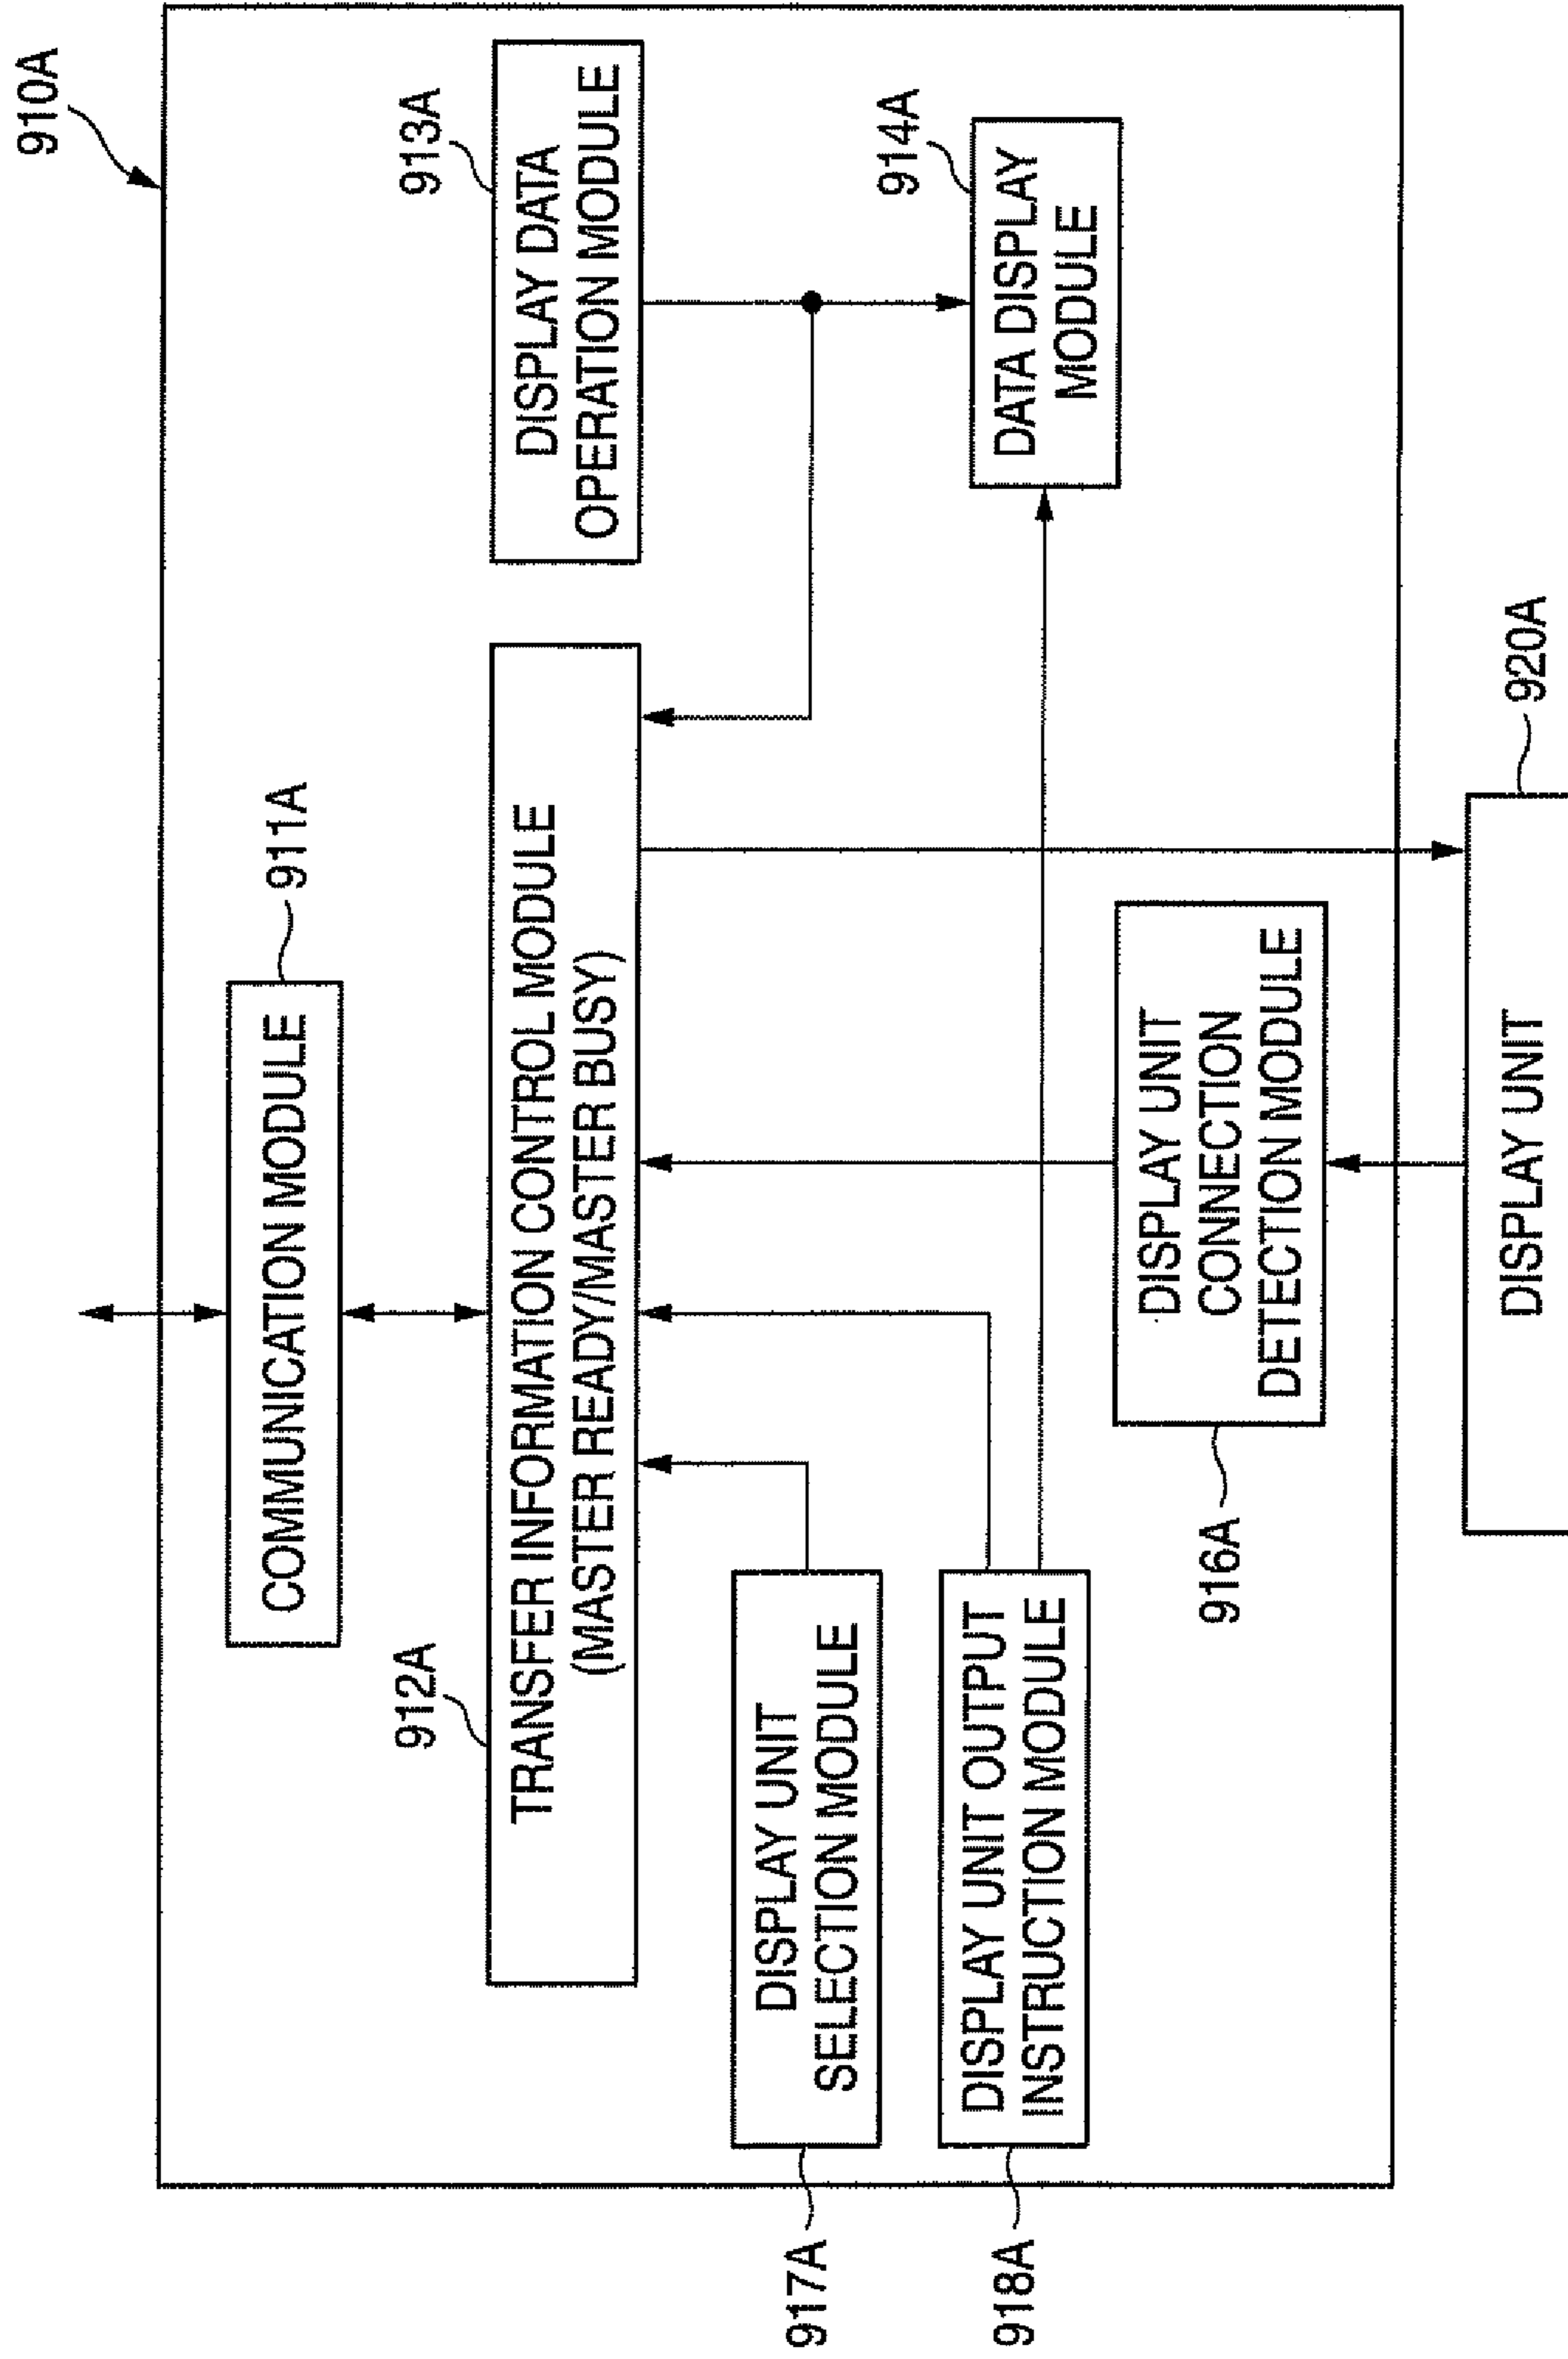 910A
911A
COMMUNICATION MODULE
912A
TRANSFER INFORMATION CONTROL MODULE
(MASTER READY/MASTER BUSY)
913A
DISPLAY DATA
OPERATION MODULE
917A
DISPLAY UNIT
SELECTION MODULE
914A
DATA DISPLAY
MODULE
918A
DISPLAY UNIT OUTPUT
INSTRUCTION MODULE
916A
DISPLAY UNIT
CONNECTION
DETECTION MODULE
920A
DISPLAY UNIT